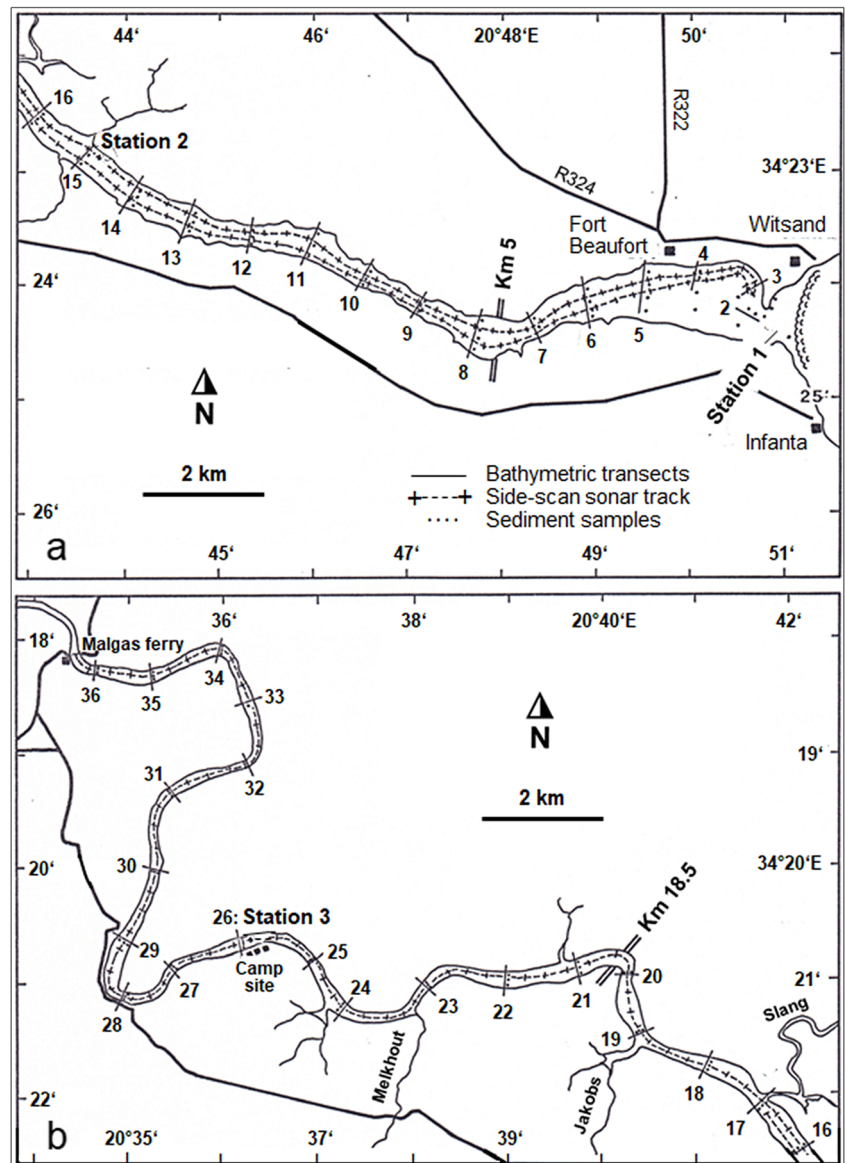 44‘
46‘
20°48‘E
50‘
16
R322
Station 2
34°23‘E
15
R324
14
Fort
Beaufort
Witsand
13
12
4
3
24‘
11
Km 5
10
2
9
6
5
7
8
Station 1
25‘
N
Infanta
2 km
Bathymetric transects
Side-scan sonar track
Sediment samples
26‘
a
45‘
47‘
49‘
51‘
36‘
38‘
20°40‘E
42‘
18‘
Malgas ferry
34
36
35
33
N
19‘
31
32
2 km
30
20‘
34°20‘E
Km 18.5
26: Station 3
29
25
Camp
site
27
20
21‘
24
23
22
21
28
Slang
19
Melkhout
18
Jakobs
22‘
17
16
b
20°35‘
37‘
39‘